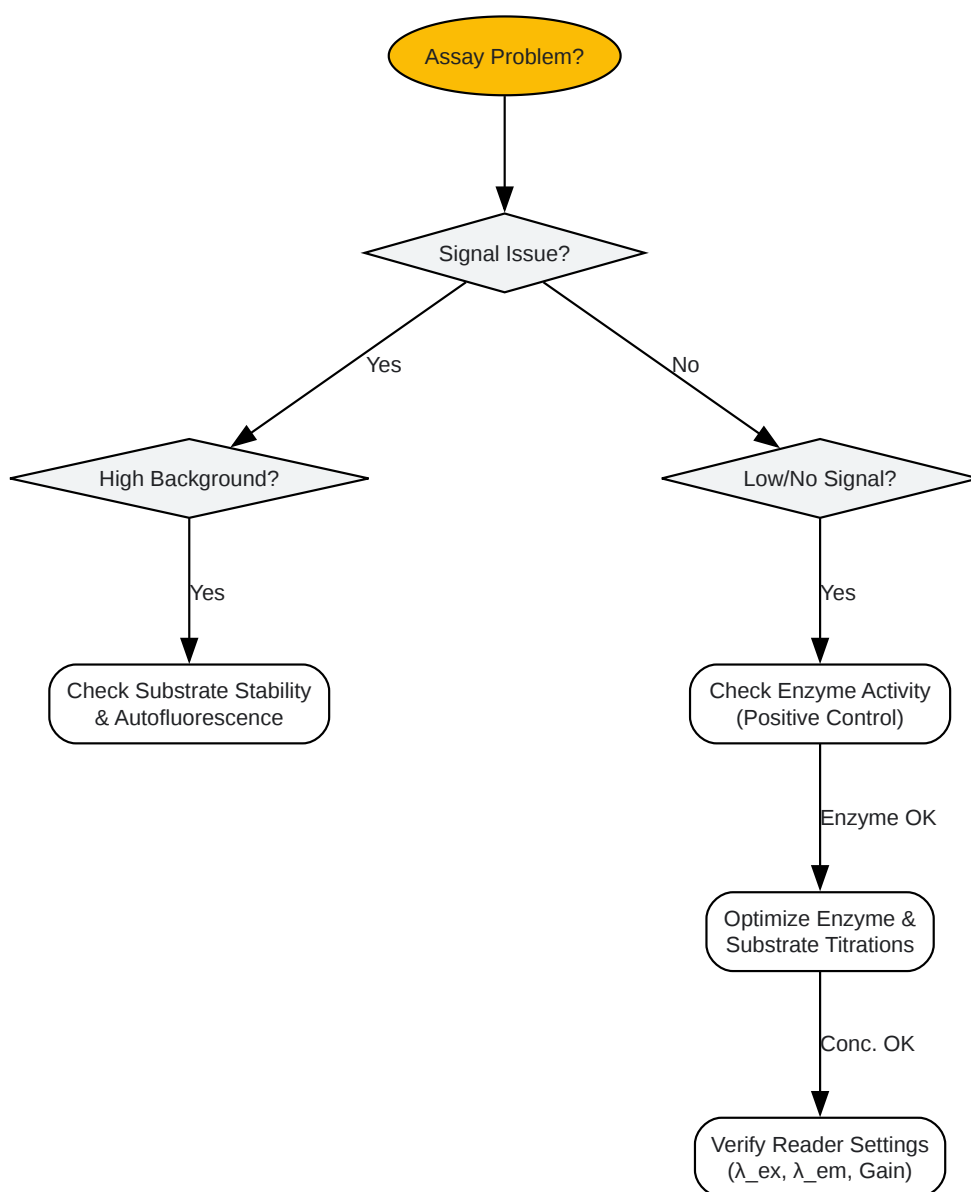 Assay Problem?
Signal Issue?
Yes
No
High Background?
Low/No Signal?
Yes
Yes
Check Substrate Stability
& Autofluorescence
Check Enzyme Activity
(Positive Control)
Enzyme OK
Optimize Enzyme &
Substrate Titrations
Conc. OK
Verify Reader Settings
(λ_ex, λ_em, Gain)